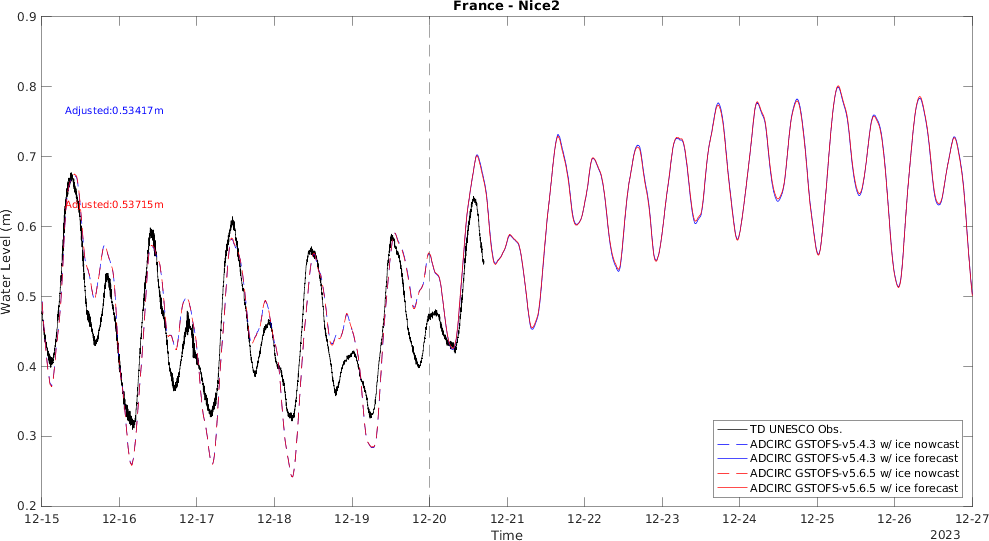 France - Nice2
0.9
0.8
0.7
0.6
0.5
0.4
0.3
0.2
Water Level (m)
Adjusted:0.53417m
Adjusted:0.53715m
TD UNESCO Obs.
ADCIRC GSTOFS-v5.4.3 w/ ice nowcast
ADCIRC GSTOFS-v5.4.3 w/ ice forecast
ADCIRC GSTOFS-v5.6.5 w/ ice nowcast
ADCIRC GSTOFS-v5.6.5 w/ ice forecast
12-15 12-16 12-17 12-18 12-19 12-20 12-21 12-22 12-23 12-24 12-25 12-26 12-27
Time
2023